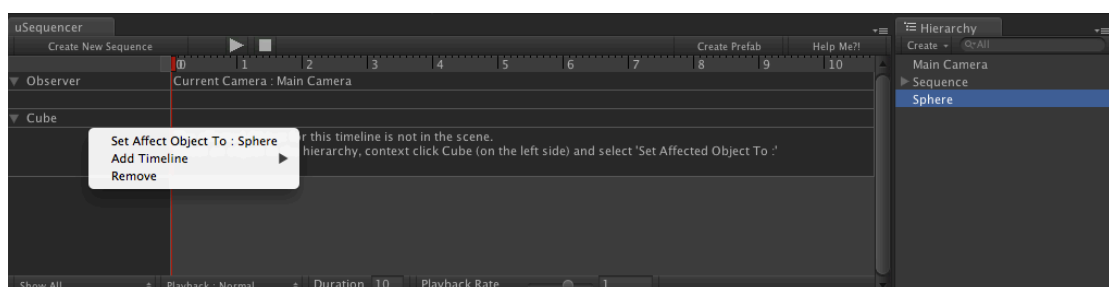 uSequencer
Create New Sequence
Create Prefab
Help Me?!
0 1 2 3 4 5 6 7 8 9 10
Observer
Current Camera : Main Camera
Cube
r this timeline is not in the scene.
hierarchy, context click Cube (on the left side) and select 'Set Affected Object To :'
Set Affect Object To : Sphere
Add Timeline
Remove
Show All
Playback : Normal
Duration 10
Playback Rate
1
Hierarchy
Create
All
Main Camera
Sequence
Sphere